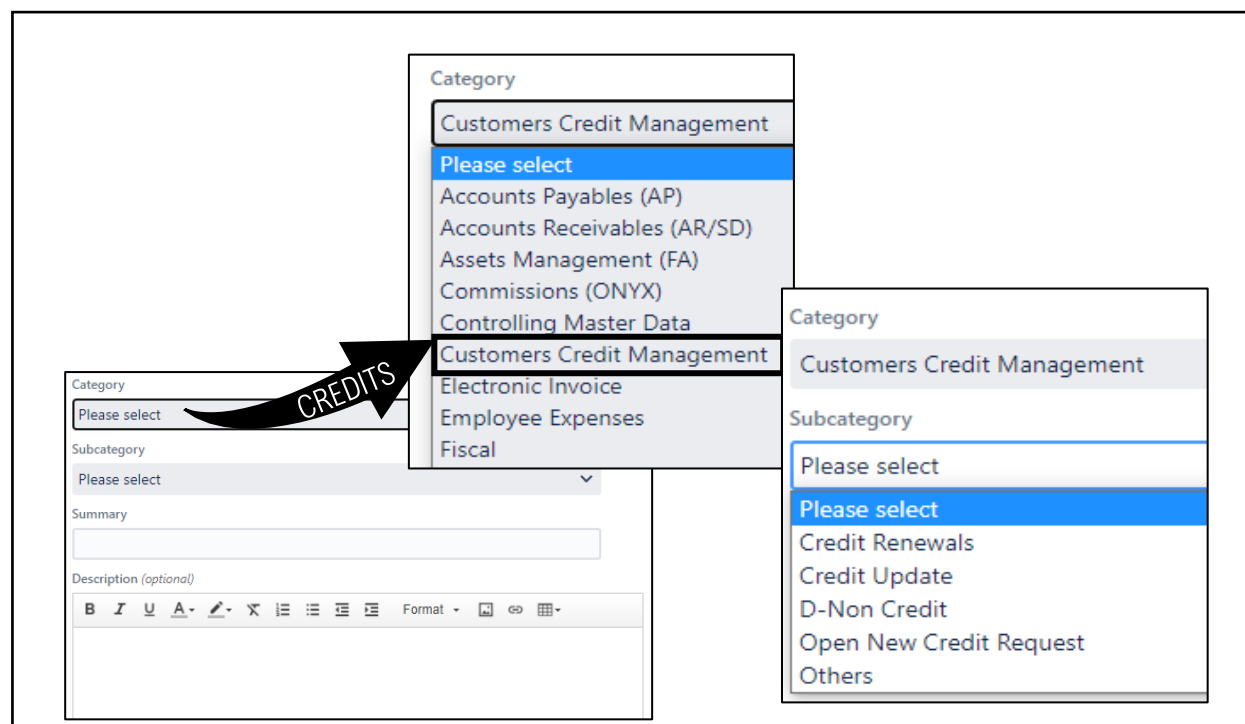 Category
Customers Credit Management
Please select
Accounts Payables (AP)
Accounts Receivables (AR/SD)
Assets Management (FA)
Commissions (ONYX)
Controlling Master Data
Customers Credit Management
Electronic Invoice
Employee Expenses
Fiscal
CREDITS
Category
Please select
Subcategory
Please select
Summary
Description (optional)
B I U A Format
Category
Customers Credit Management
Subcategory
Please select
Please select
Credit Renewals
Credit Update
D-Non Credit
Open New Credit Request
Others